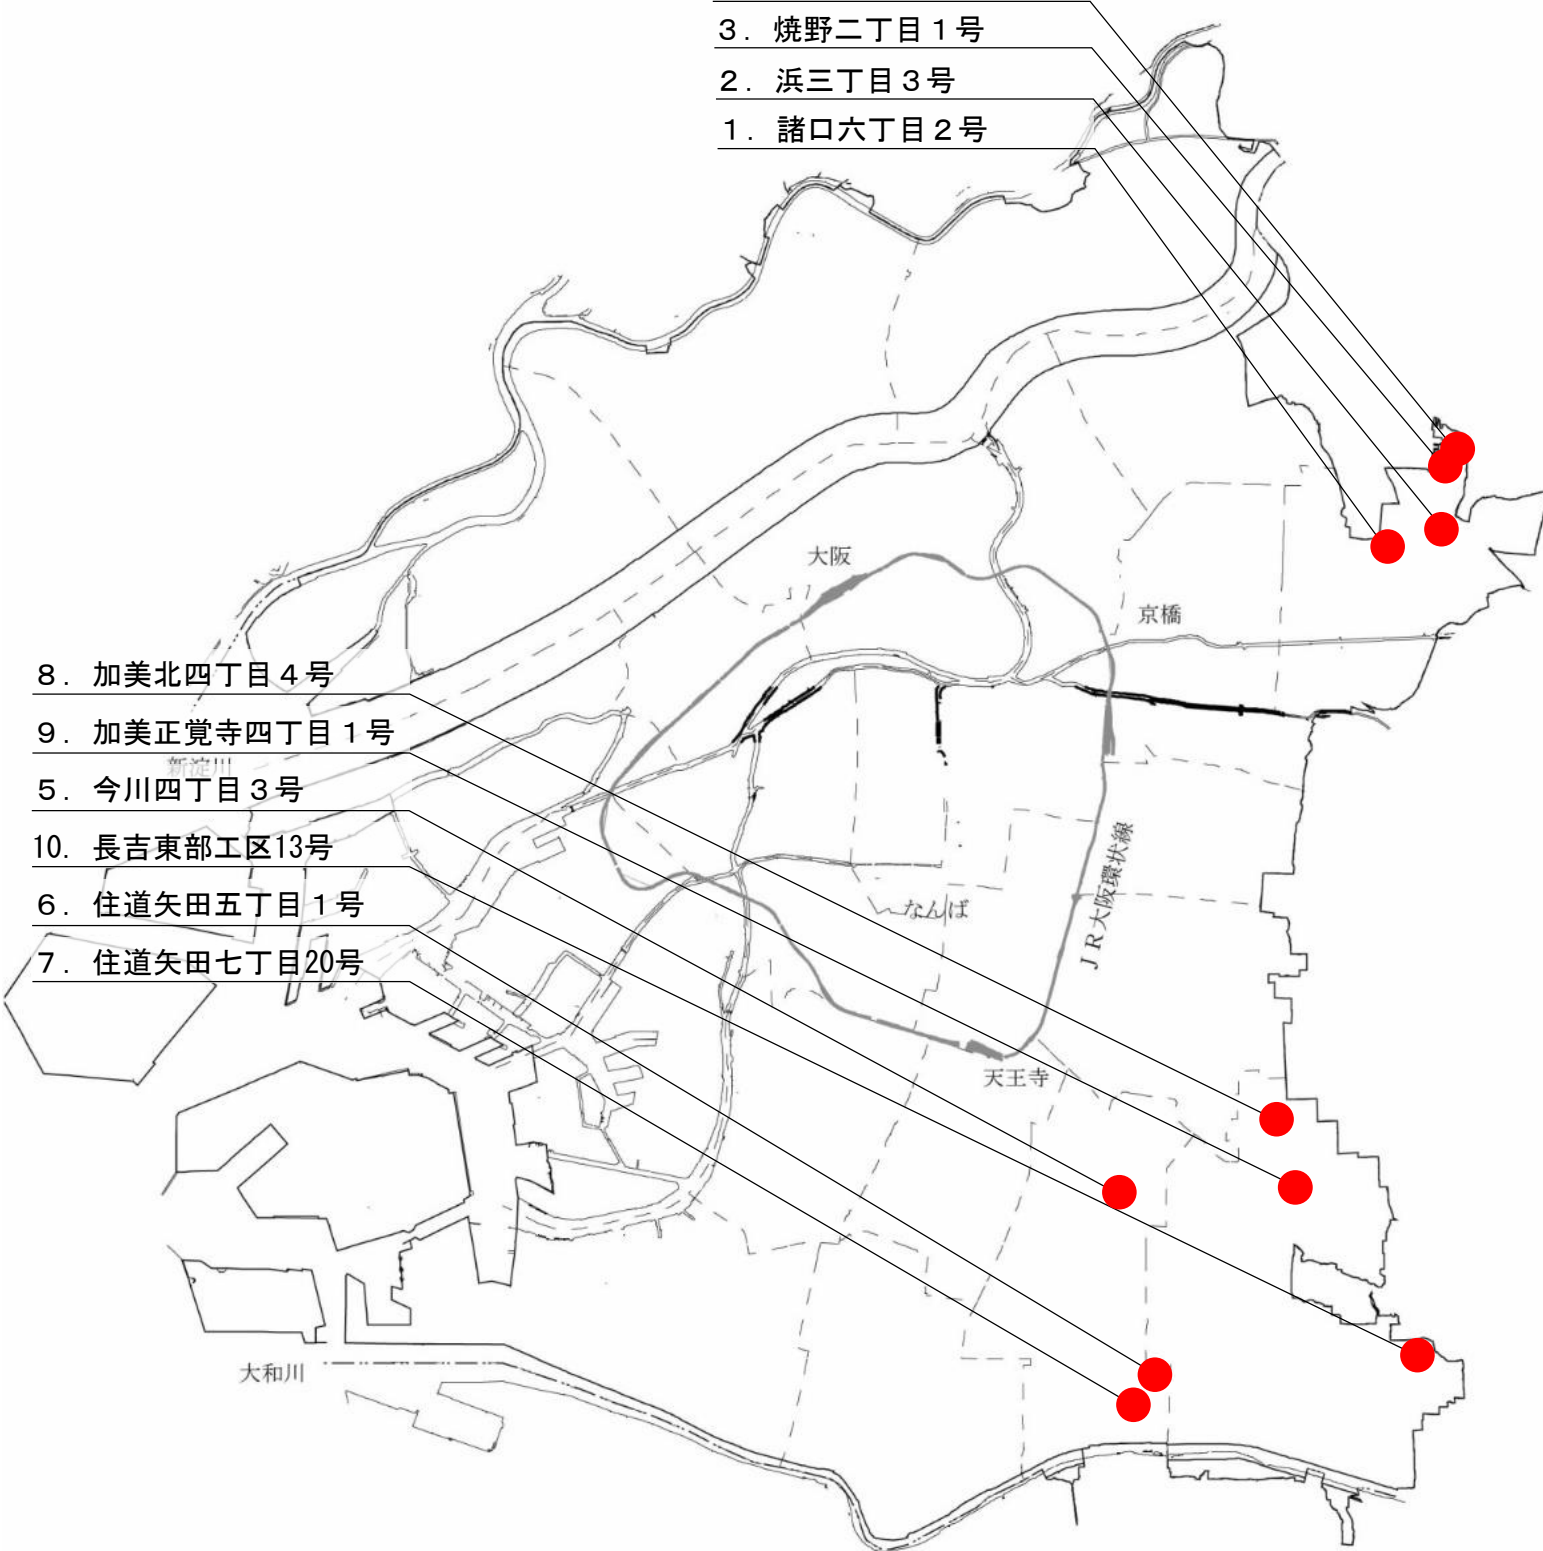 ３．焼野二丁目１号
２．浜三丁目３号
１．諸口六丁目２号
大阪
京橋
８．加美北四丁目４号
９．加美正覚寺四丁目１号
新淀川
５．今川四丁目３号
10．長吉東部工区13号
６．住道矢田五丁目１号
７．住道矢田七丁目20号
なんば
ＪＲ大阪環状線
天王寺
大和川